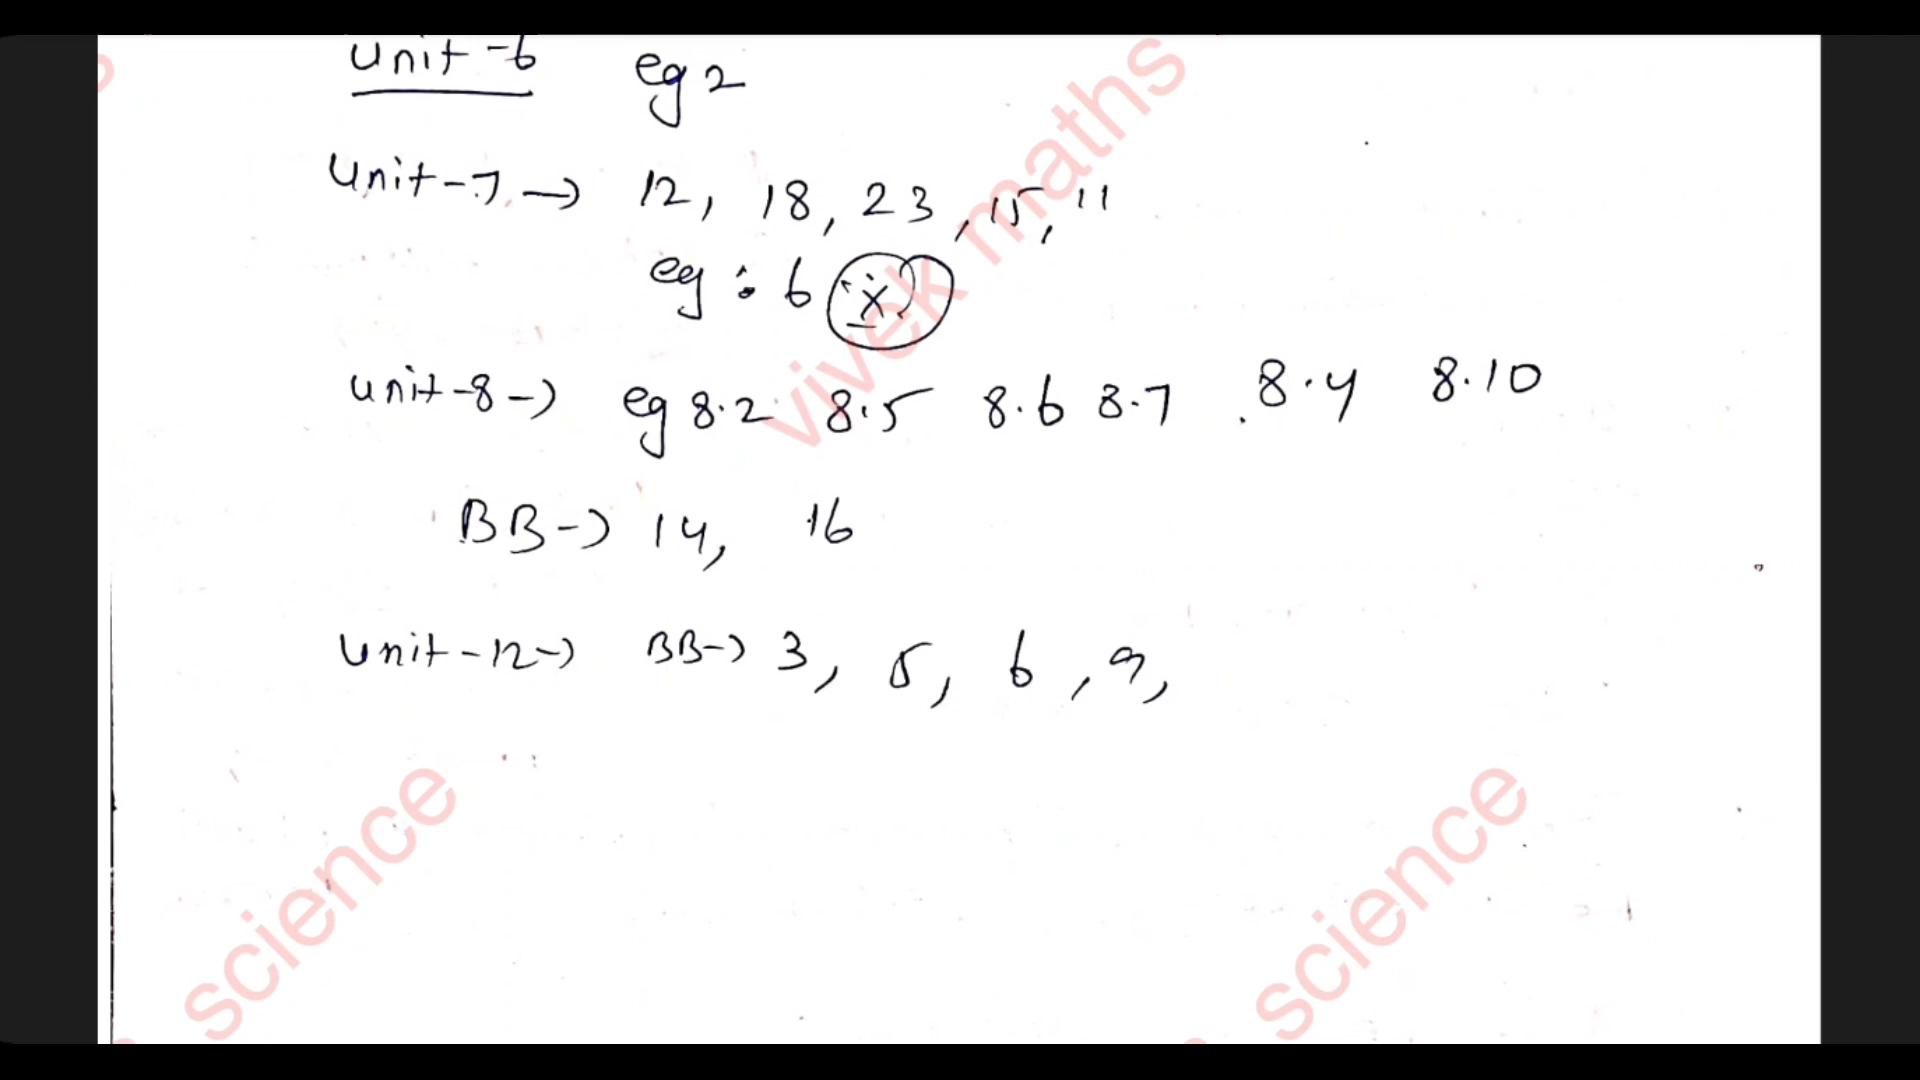 unit-6 eg 2
unit-7 → 12, 18, 23, 15, 11
eg : 6 x
unit-8 → eg 8.2 8.5 8.6 8.7 8.4 8.10
BB → 14, 16
unit-12 → BB → 3, 5, 6, 9,
vivek maths
science
science